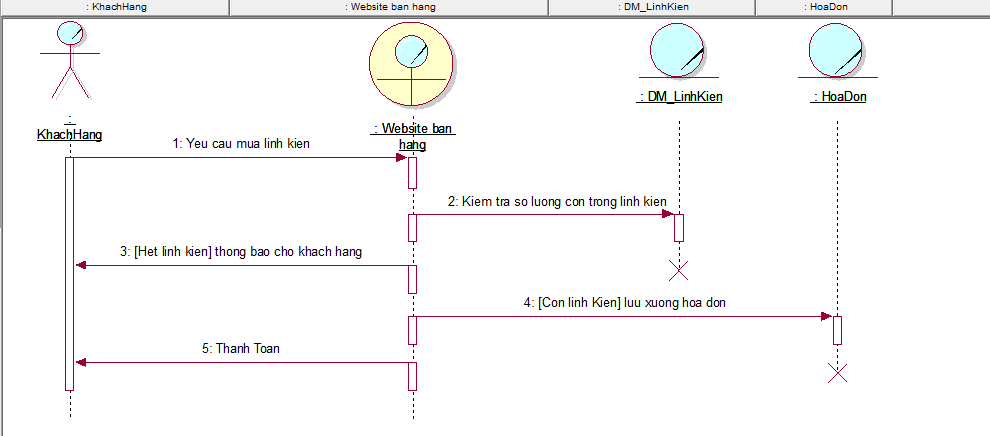 : KhachHang
: Website ban hang
: DM_LinhKien
: HoaDon
:
KhachHang
: Website ban
hang
: DM_LinhKien
: HoaDon
1: Yeu cau mua linh kien
2: Kiem tra so luong con trong linh kien
3: [Het linh kien] thong bao cho khach hang
4: [Con linh Kien] luu xuong hoa don
5: Thanh Toan